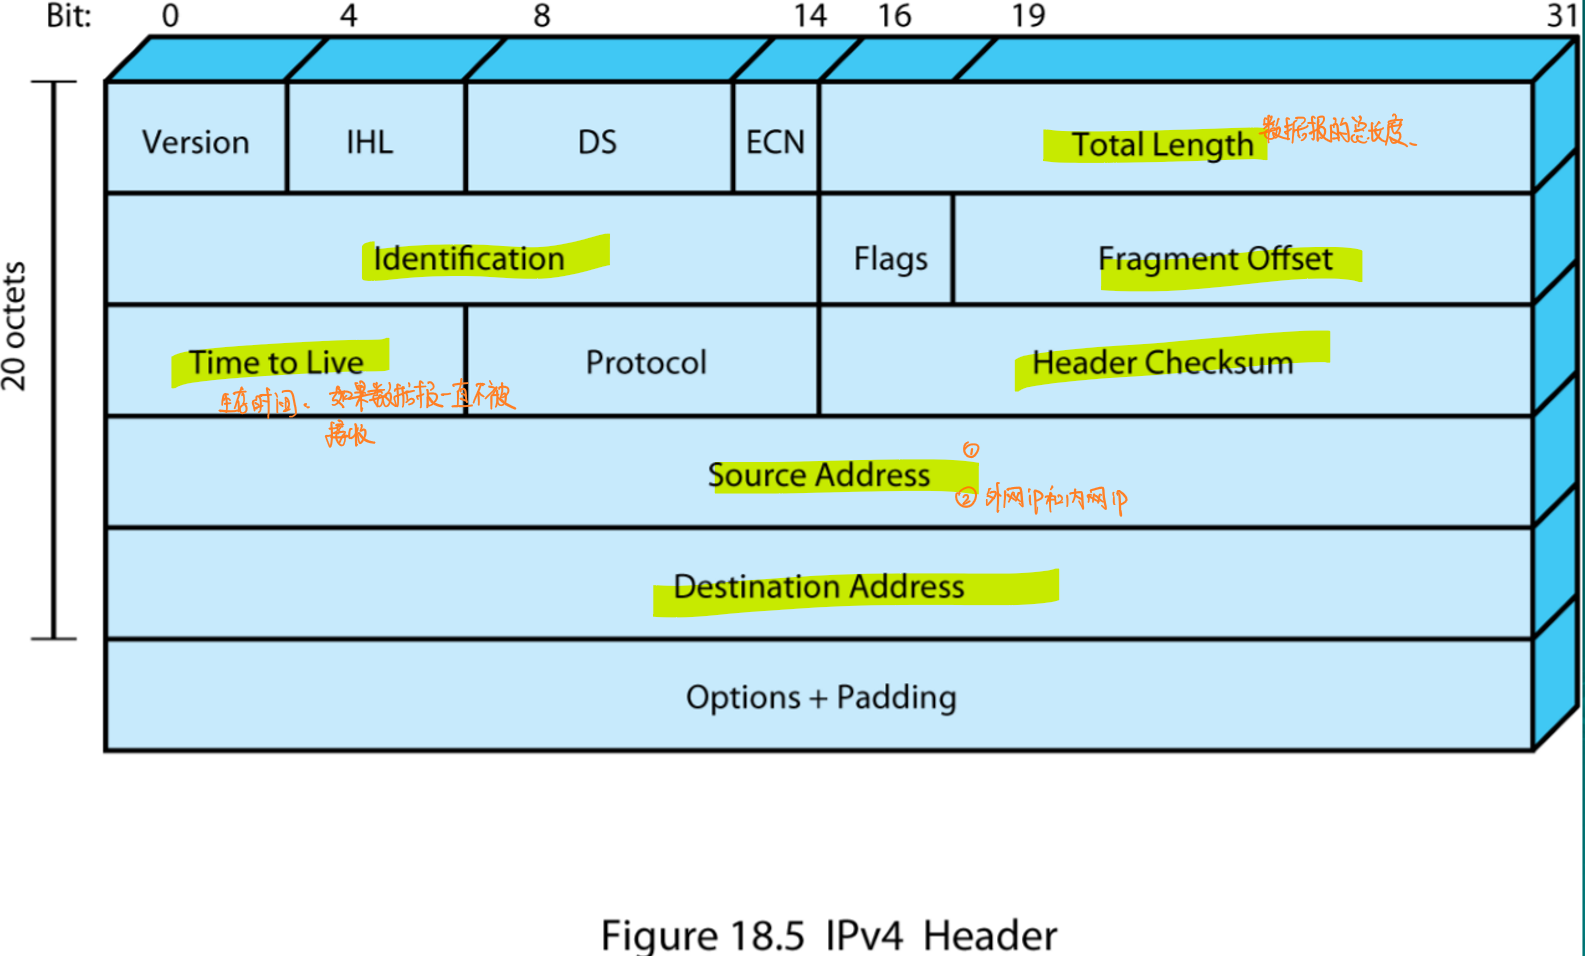 Bit: 0 4 8 14 16 19 31
Version IHL DS ECN Total Length 数据报的总长度、
Identification Flags Fragment Offset
Time to Live Protocol Header Checksum
生存时间、如果数据报一直不被
接收
Source Address ①
② 外网ip和内网ip
Destination Address
Options + Padding
20 octets
Figure 18.5 IPv4 Header